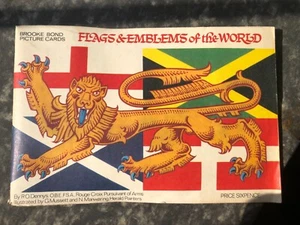 BROOKE BOND
PICTURE CARDS
FLAGS & EMBLEMS of the WORLD
By R.O. Dennys, O.B.E. F.S.A. Rouge Croix Pursuivant of Arms
Illustrated by G. Mussett and N. Manwaring, Herald Painters
PRICE SIXPENCE